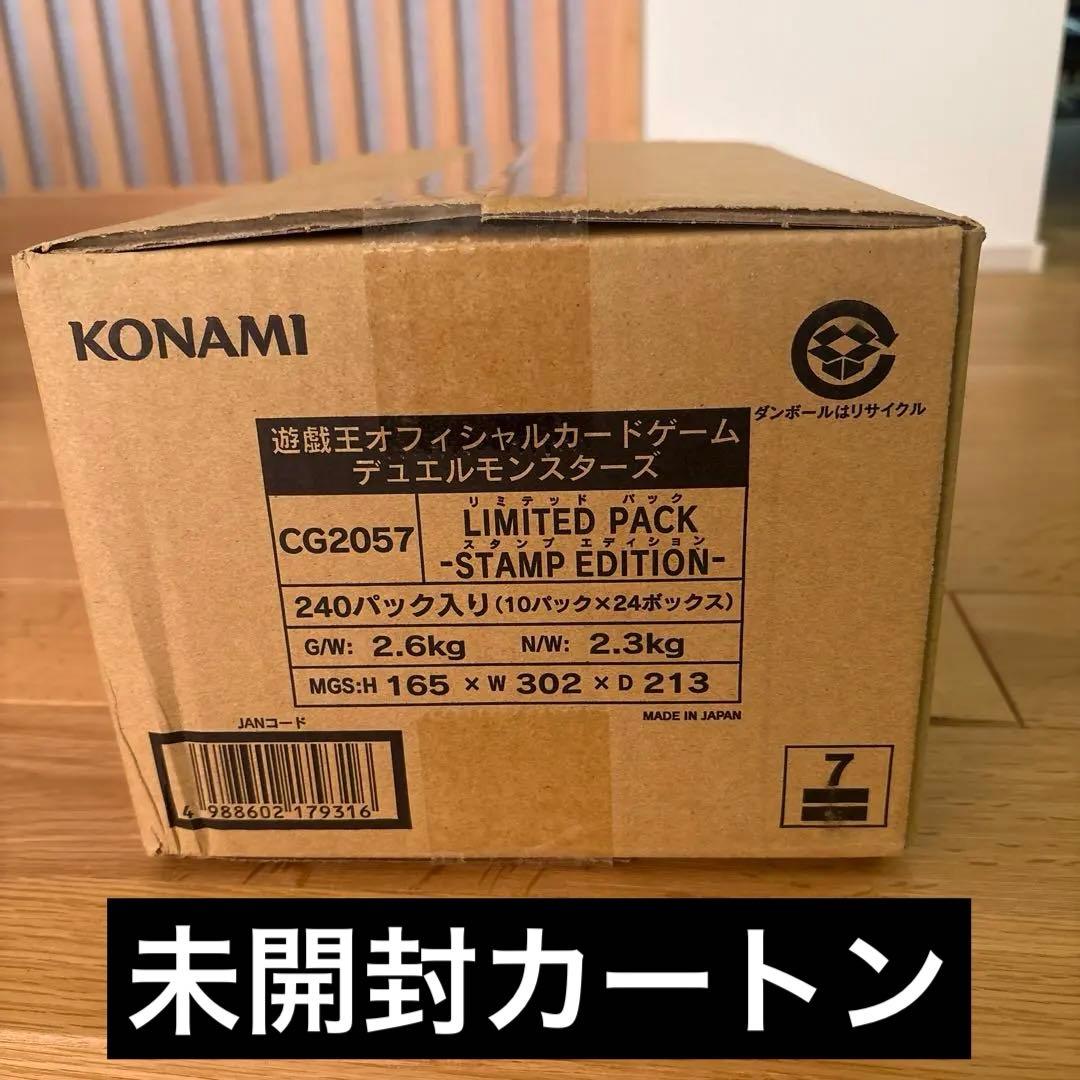 KONAMI
ダンボールはリサイクル
遊戯王オフィシャルカードゲーム
デュエルモンスターズ
リミテッド パック
CG2057 LIMITED PACK
スタンプ エディション
-STAMP EDITION-
240パック入り(10パック×24ボックス)
G/W: 2.6kg N/W: 2.3kg
MGS:H 165 × W 302 × D 213
MADE IN JAPAN
JANコード
4 988602 179316
7
未開封カートン